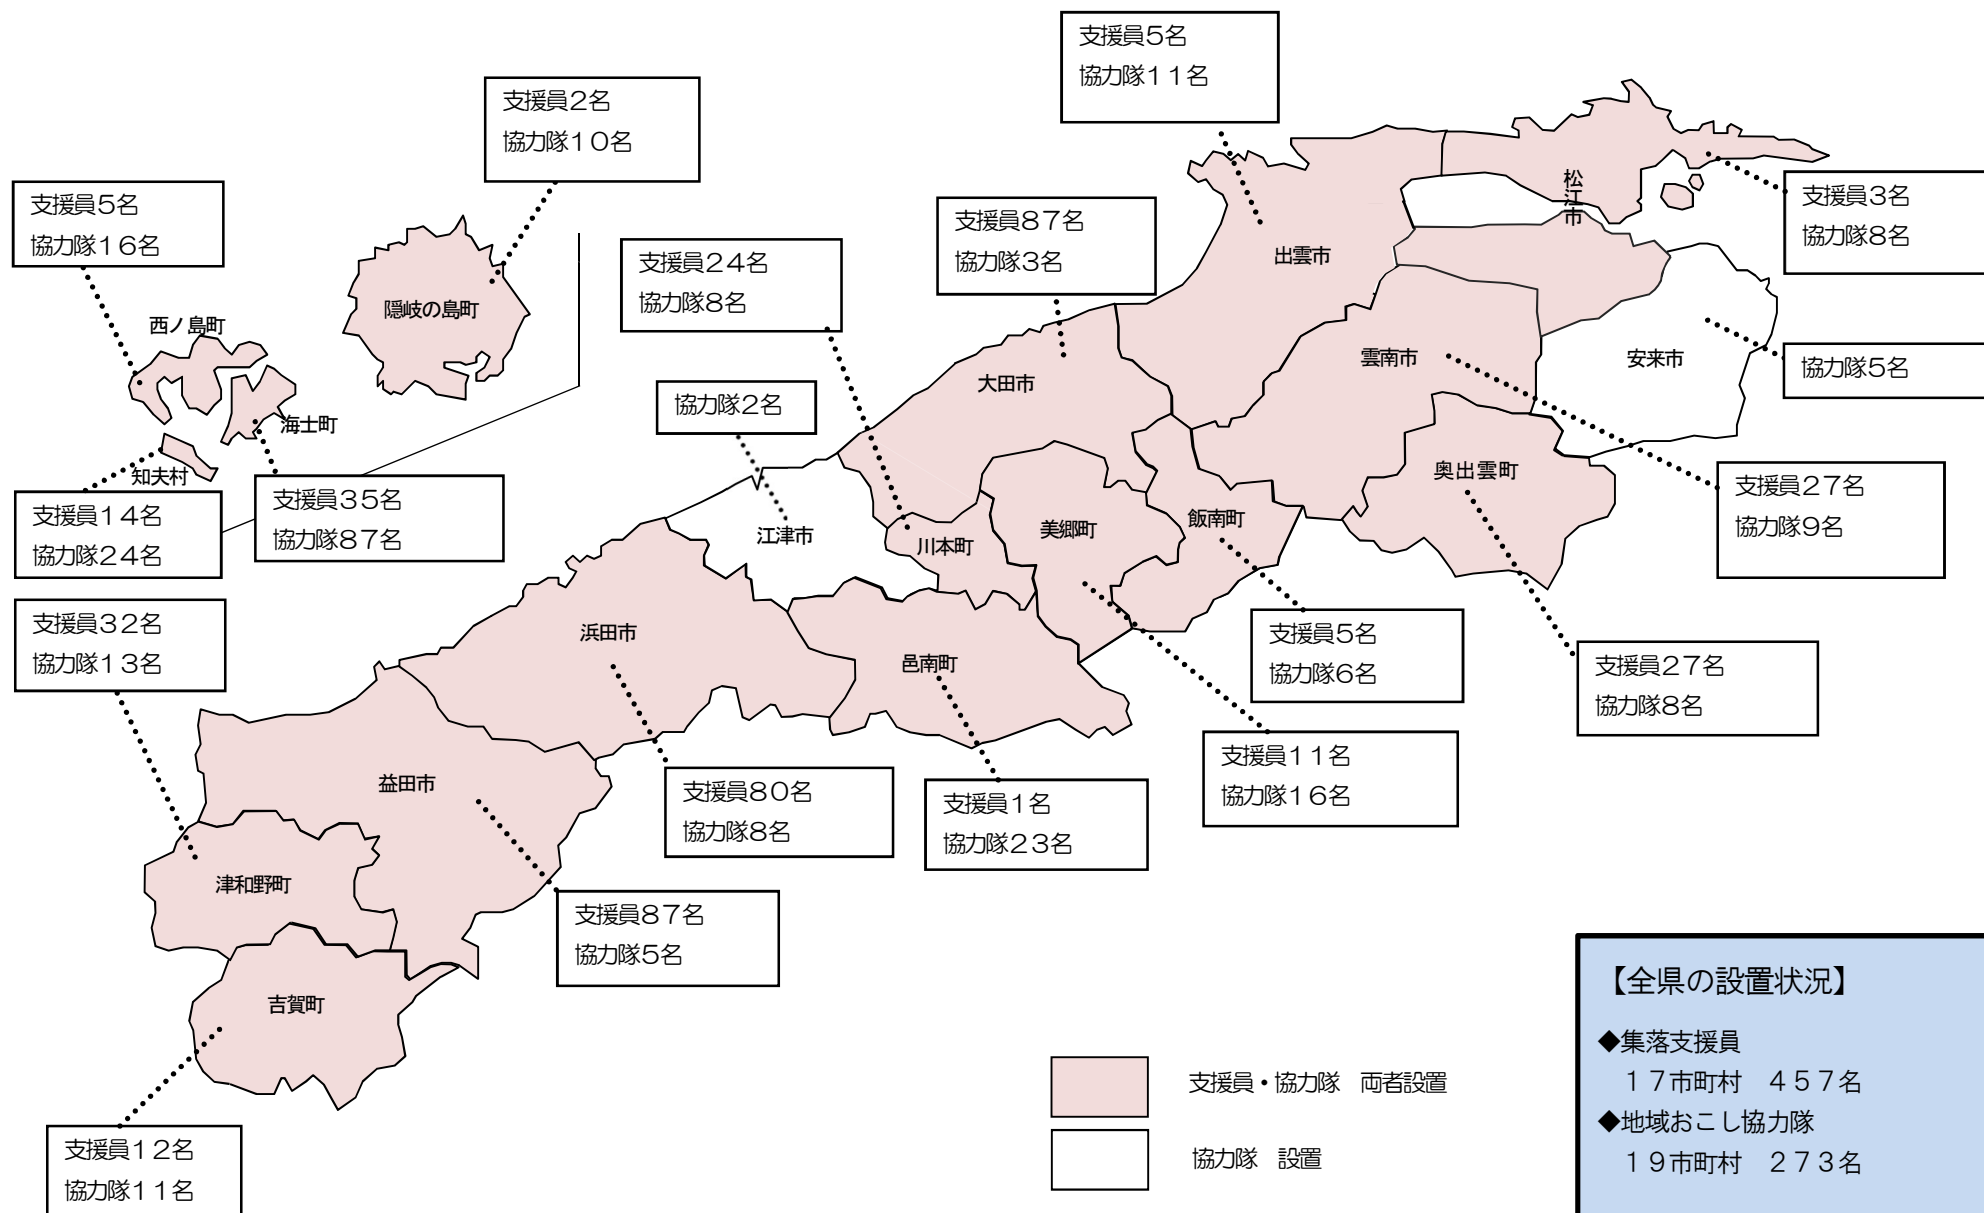 支援員5名
協力隊11名
支援員2名
協力隊10名
支援員5名
協力隊16名
支援員3名
協力隊8名
支援員87名
協力隊3名
支援員24名
協力隊8名
松江市
出雲市
隠岐の島町
西ノ島町
雲南市
安来市
協力隊5名
大田市
協力隊2名
海士町
知夫村
奥出雲町
支援員14名
協力隊24名
支援員35名
協力隊87名
支援員27名
協力隊9名
江津市
川本町
美郷町
飯南町
支援員32名
協力隊13名
浜田市
邑南町
支援員5名
協力隊6名
支援員27名
協力隊8名
益田市
支援員80名
協力隊8名
支援員1名
協力隊23名
支援員11名
協力隊16名
津和野町
支援員87名
協力隊5名
吉賀町
支援員12名
協力隊11名
支援員・協力隊　両者設置
協力隊　設置
【全県の設置状況】
◆集落支援員
１７市町村　４５７名
◆地域おこし協力隊
１９市町村　２７３名